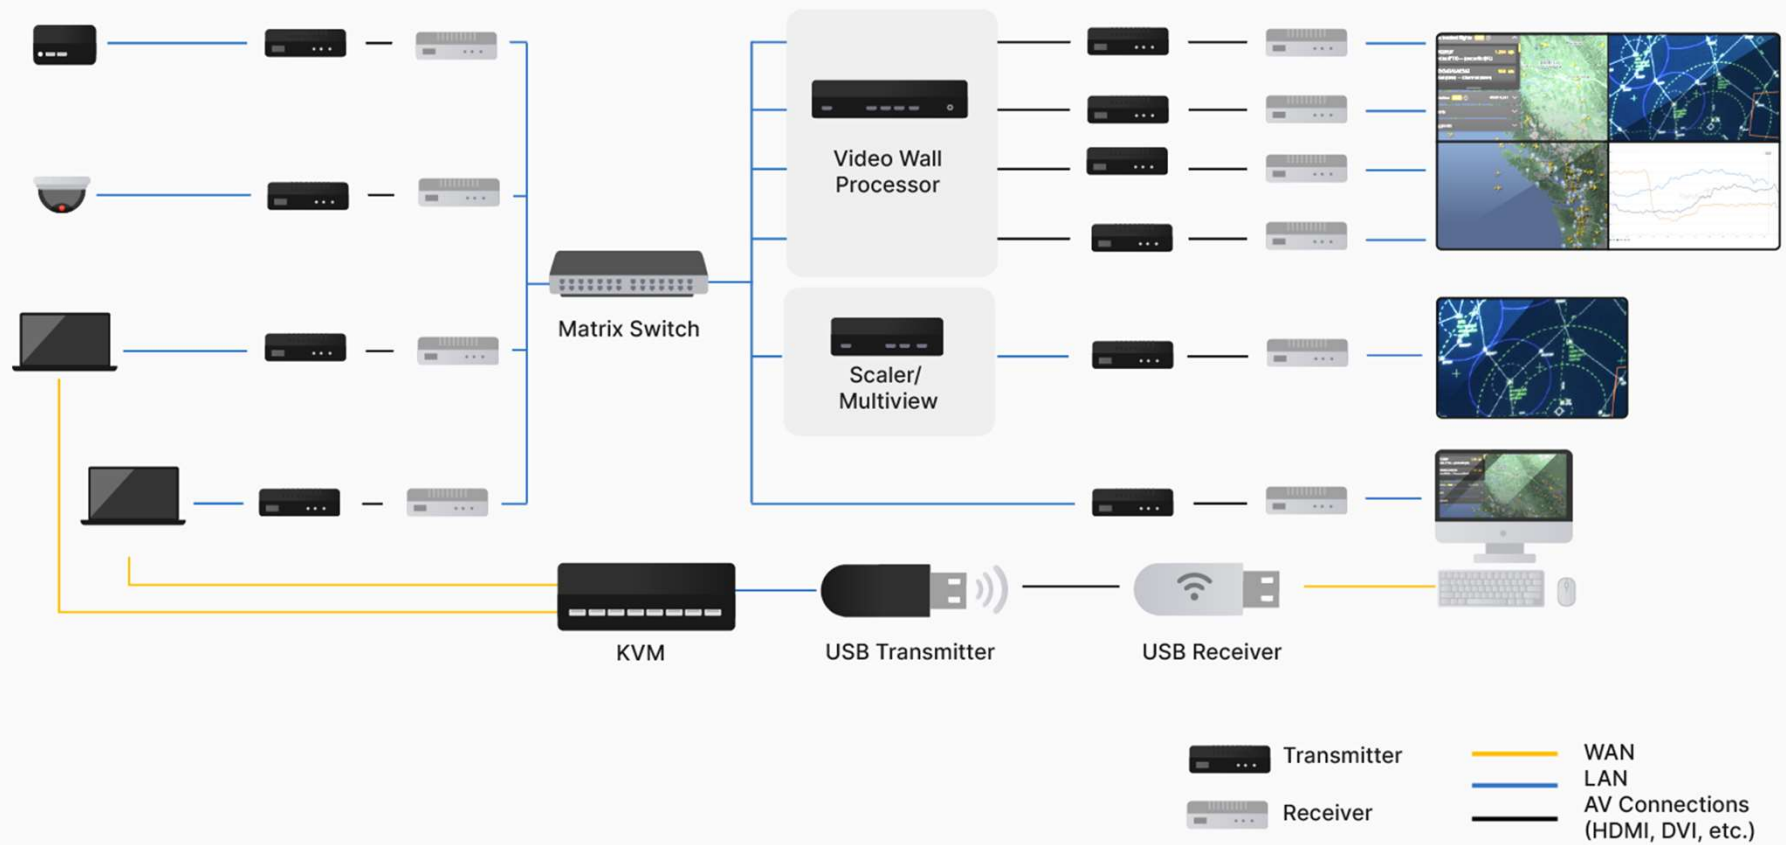 Video Wall
Processor
Matrix Switch
Scaler/
Multiview
KVM
USB Transmitter
USB Receiver
Transmitter
Receiver
WAN
LAN
AV Connections
(HDMI, DVI, etc.)